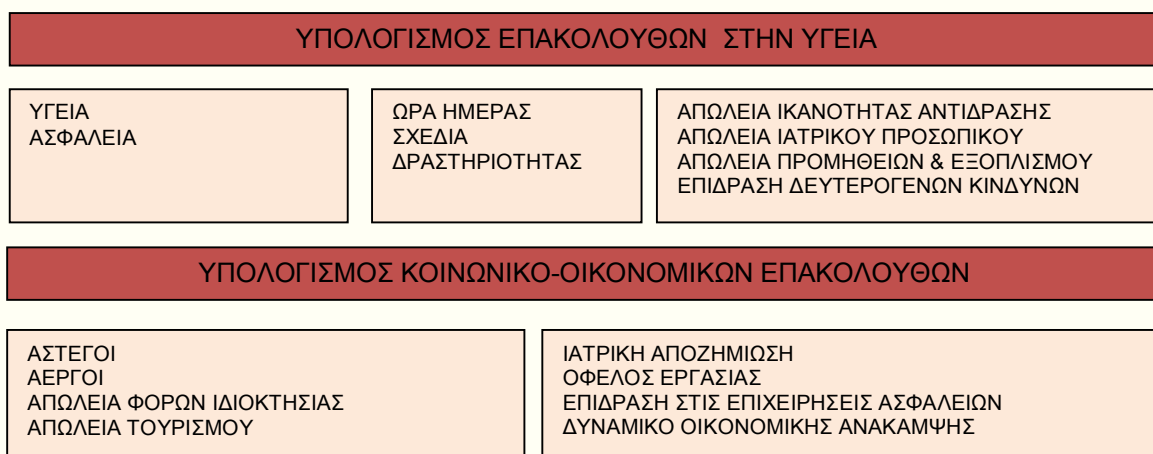 ΥΠΟΛΟΓΙΣΜΟΣ ΕΠΑΚΟΛΟΥΘΩΝ ΣΤΗΝ ΥΓΕΙΑ
ΥΓΕΙΑ
ΑΣΦΑΛΕΙΑ
ΩΡΑ ΗΜΕΡΑΣ
ΣΧΕΔΙΑ
ΔΡΑΣΤΗΡΙΟΤΗΤΑΣ
ΑΠΩΛΕΙΑ ΙΚΑΝΟΤΗΤΑΣ ΑΝΤΙΔΡΑΣΗΣ
ΑΠΩΛΕΙΑ ΙΑΤΡΙΚΟΥ ΠΡΟΣΩΠΙΚΟΥ
ΑΠΩΛΕΙΑ ΠΡΟΜΗΘΕΙΩΝ & ΕΞΟΠΛΙΣΜΟΥ
ΕΠΙΔΡΑΣΗ ΔΕΥΤΕΡΟΓΕΝΩΝ ΚΙΝΔΥΝΩΝ
ΥΠΟΛΟΓΙΣΜΟΣ ΚΟΙΝΩΝΙΚΟ-ΟΙΚΟΝΟΜΙΚΩΝ ΕΠΑΚΟΛΟΥΘΩΝ
ΑΣΤΕΓΟΙ
ΑΕΡΓΟΙ
ΑΠΩΛΕΙΑ ΦΟΡΩΝ ΙΔΙΟΚΤΗΣΙΑΣ
ΑΠΩΛΕΙΑ ΤΟΥΡΙΣΜΟΥ
ΙΑΤΡΙΚΗ ΑΠΟΖΗΜΙΩΣΗ
ΟΦΕΛΟΣ ΕΡΓΑΣΙΑΣ
ΕΠΙΔΡΑΣΗ ΣΤΙΣ ΕΠΙΧΕΙΡΗΣΕΙΣ ΑΣΦΑΛΕΙΩΝ
ΔΥΝΑΜΙΚΟ ΟΙΚΟΝΟΜΙΚΗΣ ΑΝΑΚΑΜΨΗΣ